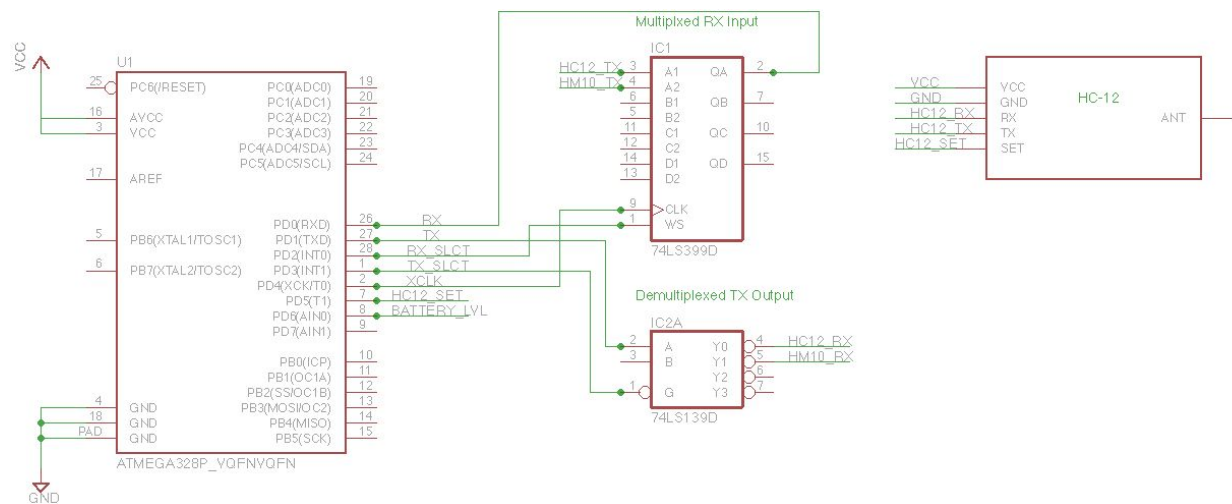 VCC
U1
25 PC6(/RESET)
16 AVCC
3 VCC
17 AREF
5 PB6(XTAL1/TOSC1)
6 PB7(XTAL2/TOSC2)
4 GND
18 GND
PAD GND
GND
PC0(ADC0) 19
PC1(ADC1) 20
PC2(ADC2) 21
PC3(ADC3) 22
PC4(ADC4/SDA) 23
PC5(ADC5/SCL) 24
PD0(RXD) 26 RX
PD1(TXD) 27 TX
PD2(INT0) 28 RX_SLCT
PD3(INT1) 1 TX_SLCT
PD4(XCK/T0) 2 XCLK
PD5(T1) 7 HC12_SET
PD6(AIN0) 8 BATTERY_LVL
PD7(AIN1) 9
PB0(ICP) 10
PB1(OC1A) 11
PB2(SS/OC1B) 12
PB3(MOSI/OC2) 13
PB4(MISO) 14
PB5(SCK) 15
ATMEGA328P_VQFNVQFN
Multiplxed RX Input
IC1
HC12_TX 3 A1 QA 2
HM10_TX 4 A2
6 B1 QB 7
5 B2
11 C1 QC 10
12 C2
14 D1 QD 15
13 D2
9 CLK
1 WS
74LS399D
Demultiplexed TX Output
IC2A
2 A Y0 4 HC12_RX
3 B Y1 5 HM10_RX
Y2 6
1 G Y3 7
74LS139D
HC-12
VCC VCC
GND GND
HC12_RX RX ANT
HC12_TX TX
HC12_SET SET